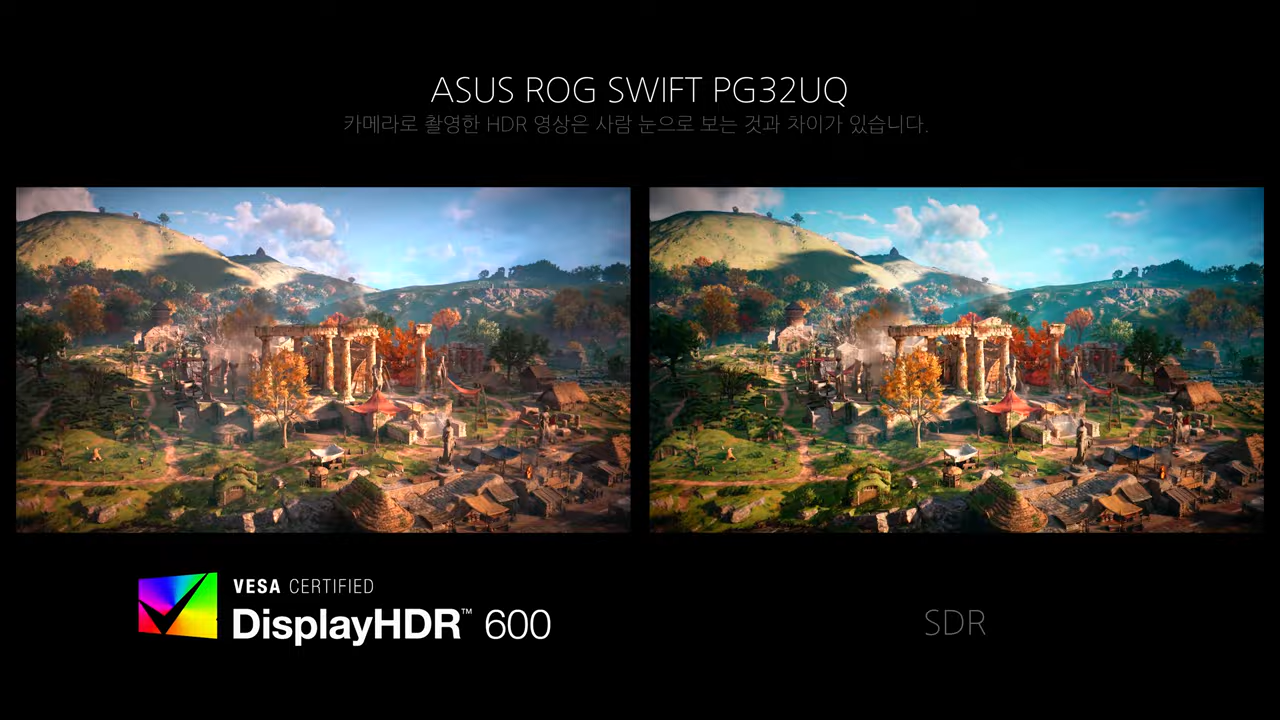 ASUS ROG SWIFT PG32UQ
카메라로 촬영한 HDR 영상은 사람 눈으로 보는 것과 차이가 있습니다.
VESA CERTIFIED
DisplayHDR™ 600
SDR